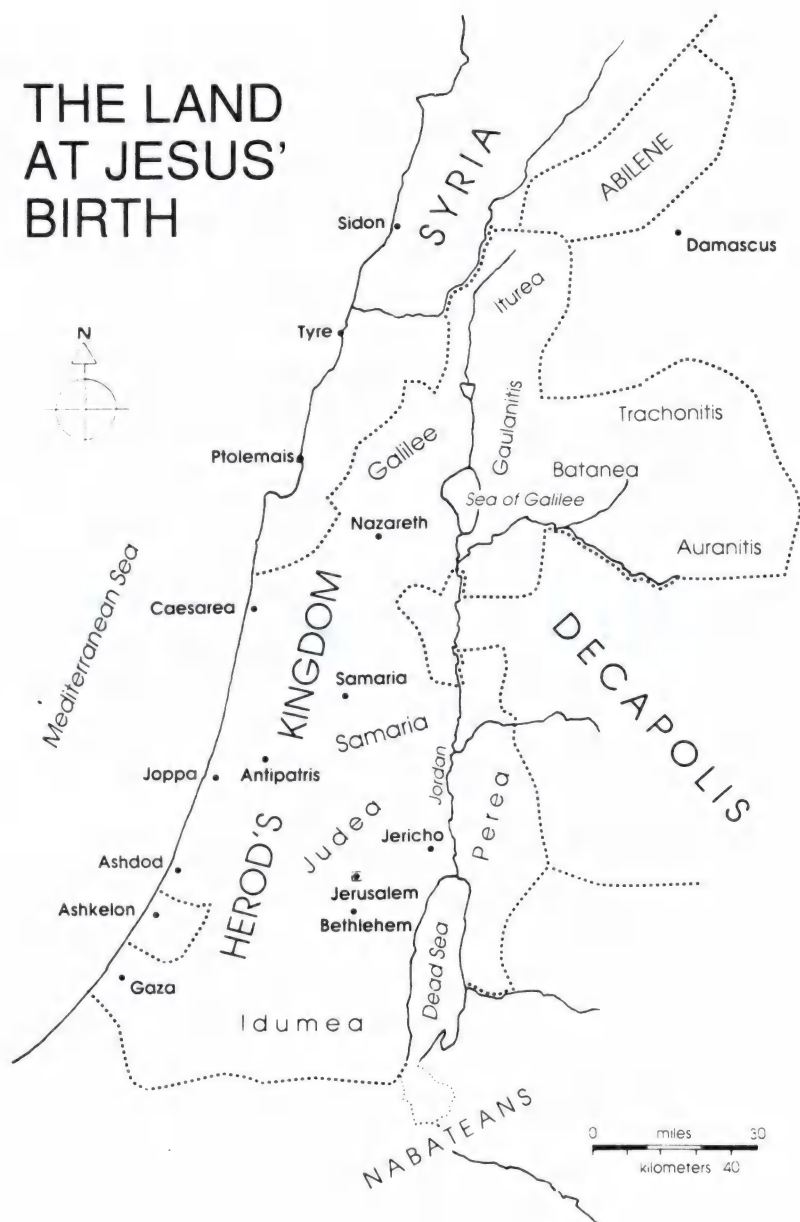 THE LAND
AT JESUS'
BIRTH
SYRIA
ABILENE
Sidon
Damascus
Iturea
N
Tyre
Trachonitis
Galilee
Gaulanitis
Ptolemais
Batanea
Sea of Galilee
Nazareth
Auranitis
Mediterranean Sea
Caesarea
HEROD'S KINGDOM
DECAPOLIS
Samaria
Samaria
Jordan
Joppa
Antipatris
Perea
Judea
Jericho
Ashdod
Jerusalem
Ashkelon
Bethlehem
Dead Sea
Gaza
Idumea
NABATEANS
0 miles 30
kilometers 40